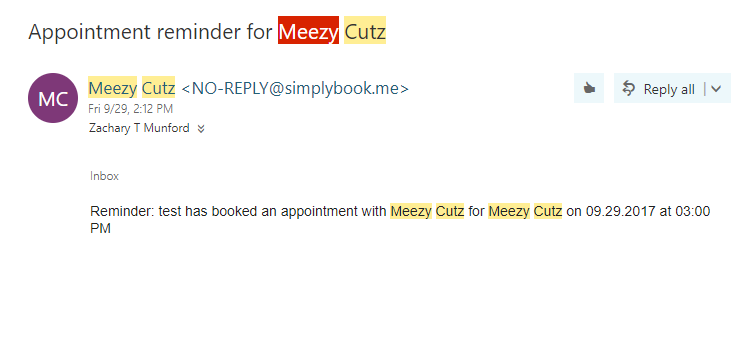 Appointment reminder for Meezy Cutz
MC
Meezy Cutz <NO-REPLY@simplybook.me>
Reply all
Fri 9/29, 2:12 PM
Zachary T Munford
Inbox
Reminder: test has booked an appointment with Meezy Cutz for Meezy Cutz on 09.29.2017 at 03:00
PM